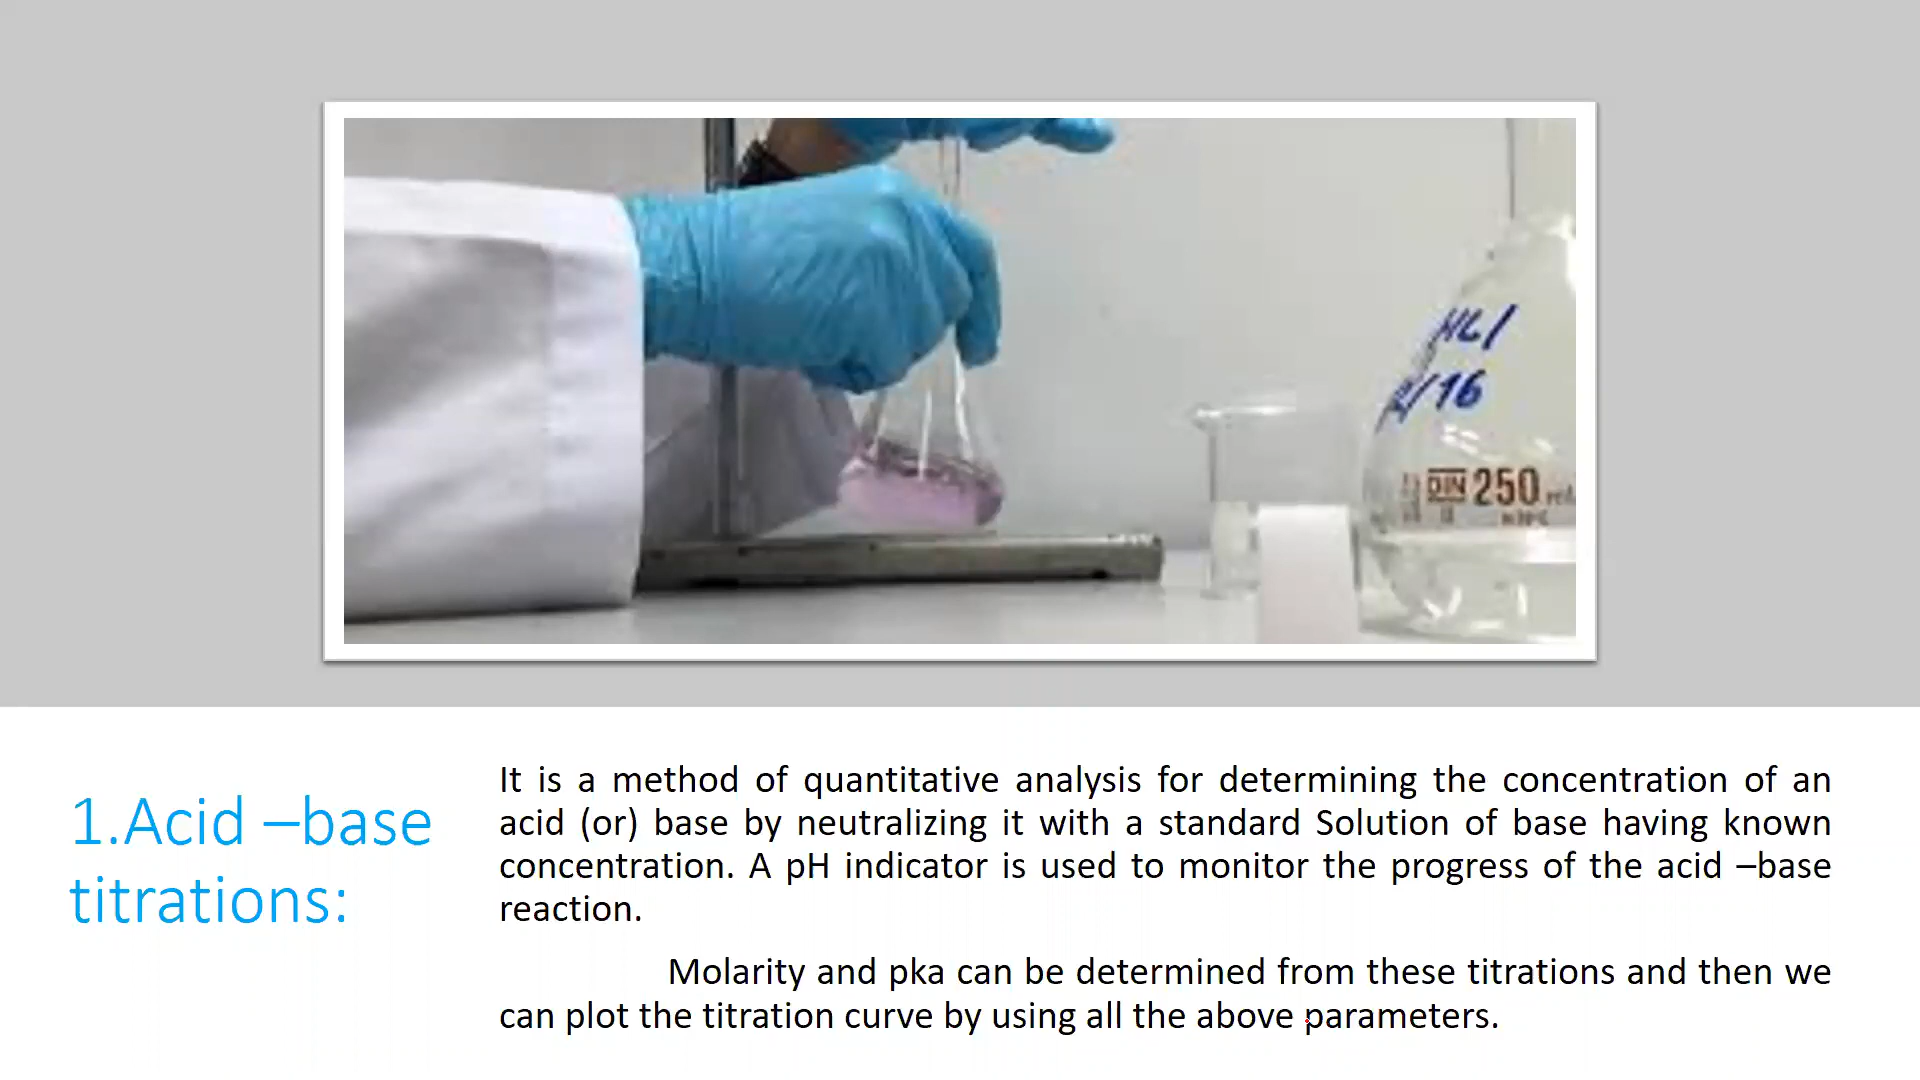 HCl
DIN 250
1.Acid –base
titrations:
It is a method of quantitative analysis for determining the concentration of an
acid (or) base by neutralizing it with a standard Solution of base having known
concentration. A pH indicator is used to monitor the progress of the acid –base
reaction.
Molarity and pka can be determined from these titrations and then we
can plot the titration curve by using all the above parameters.